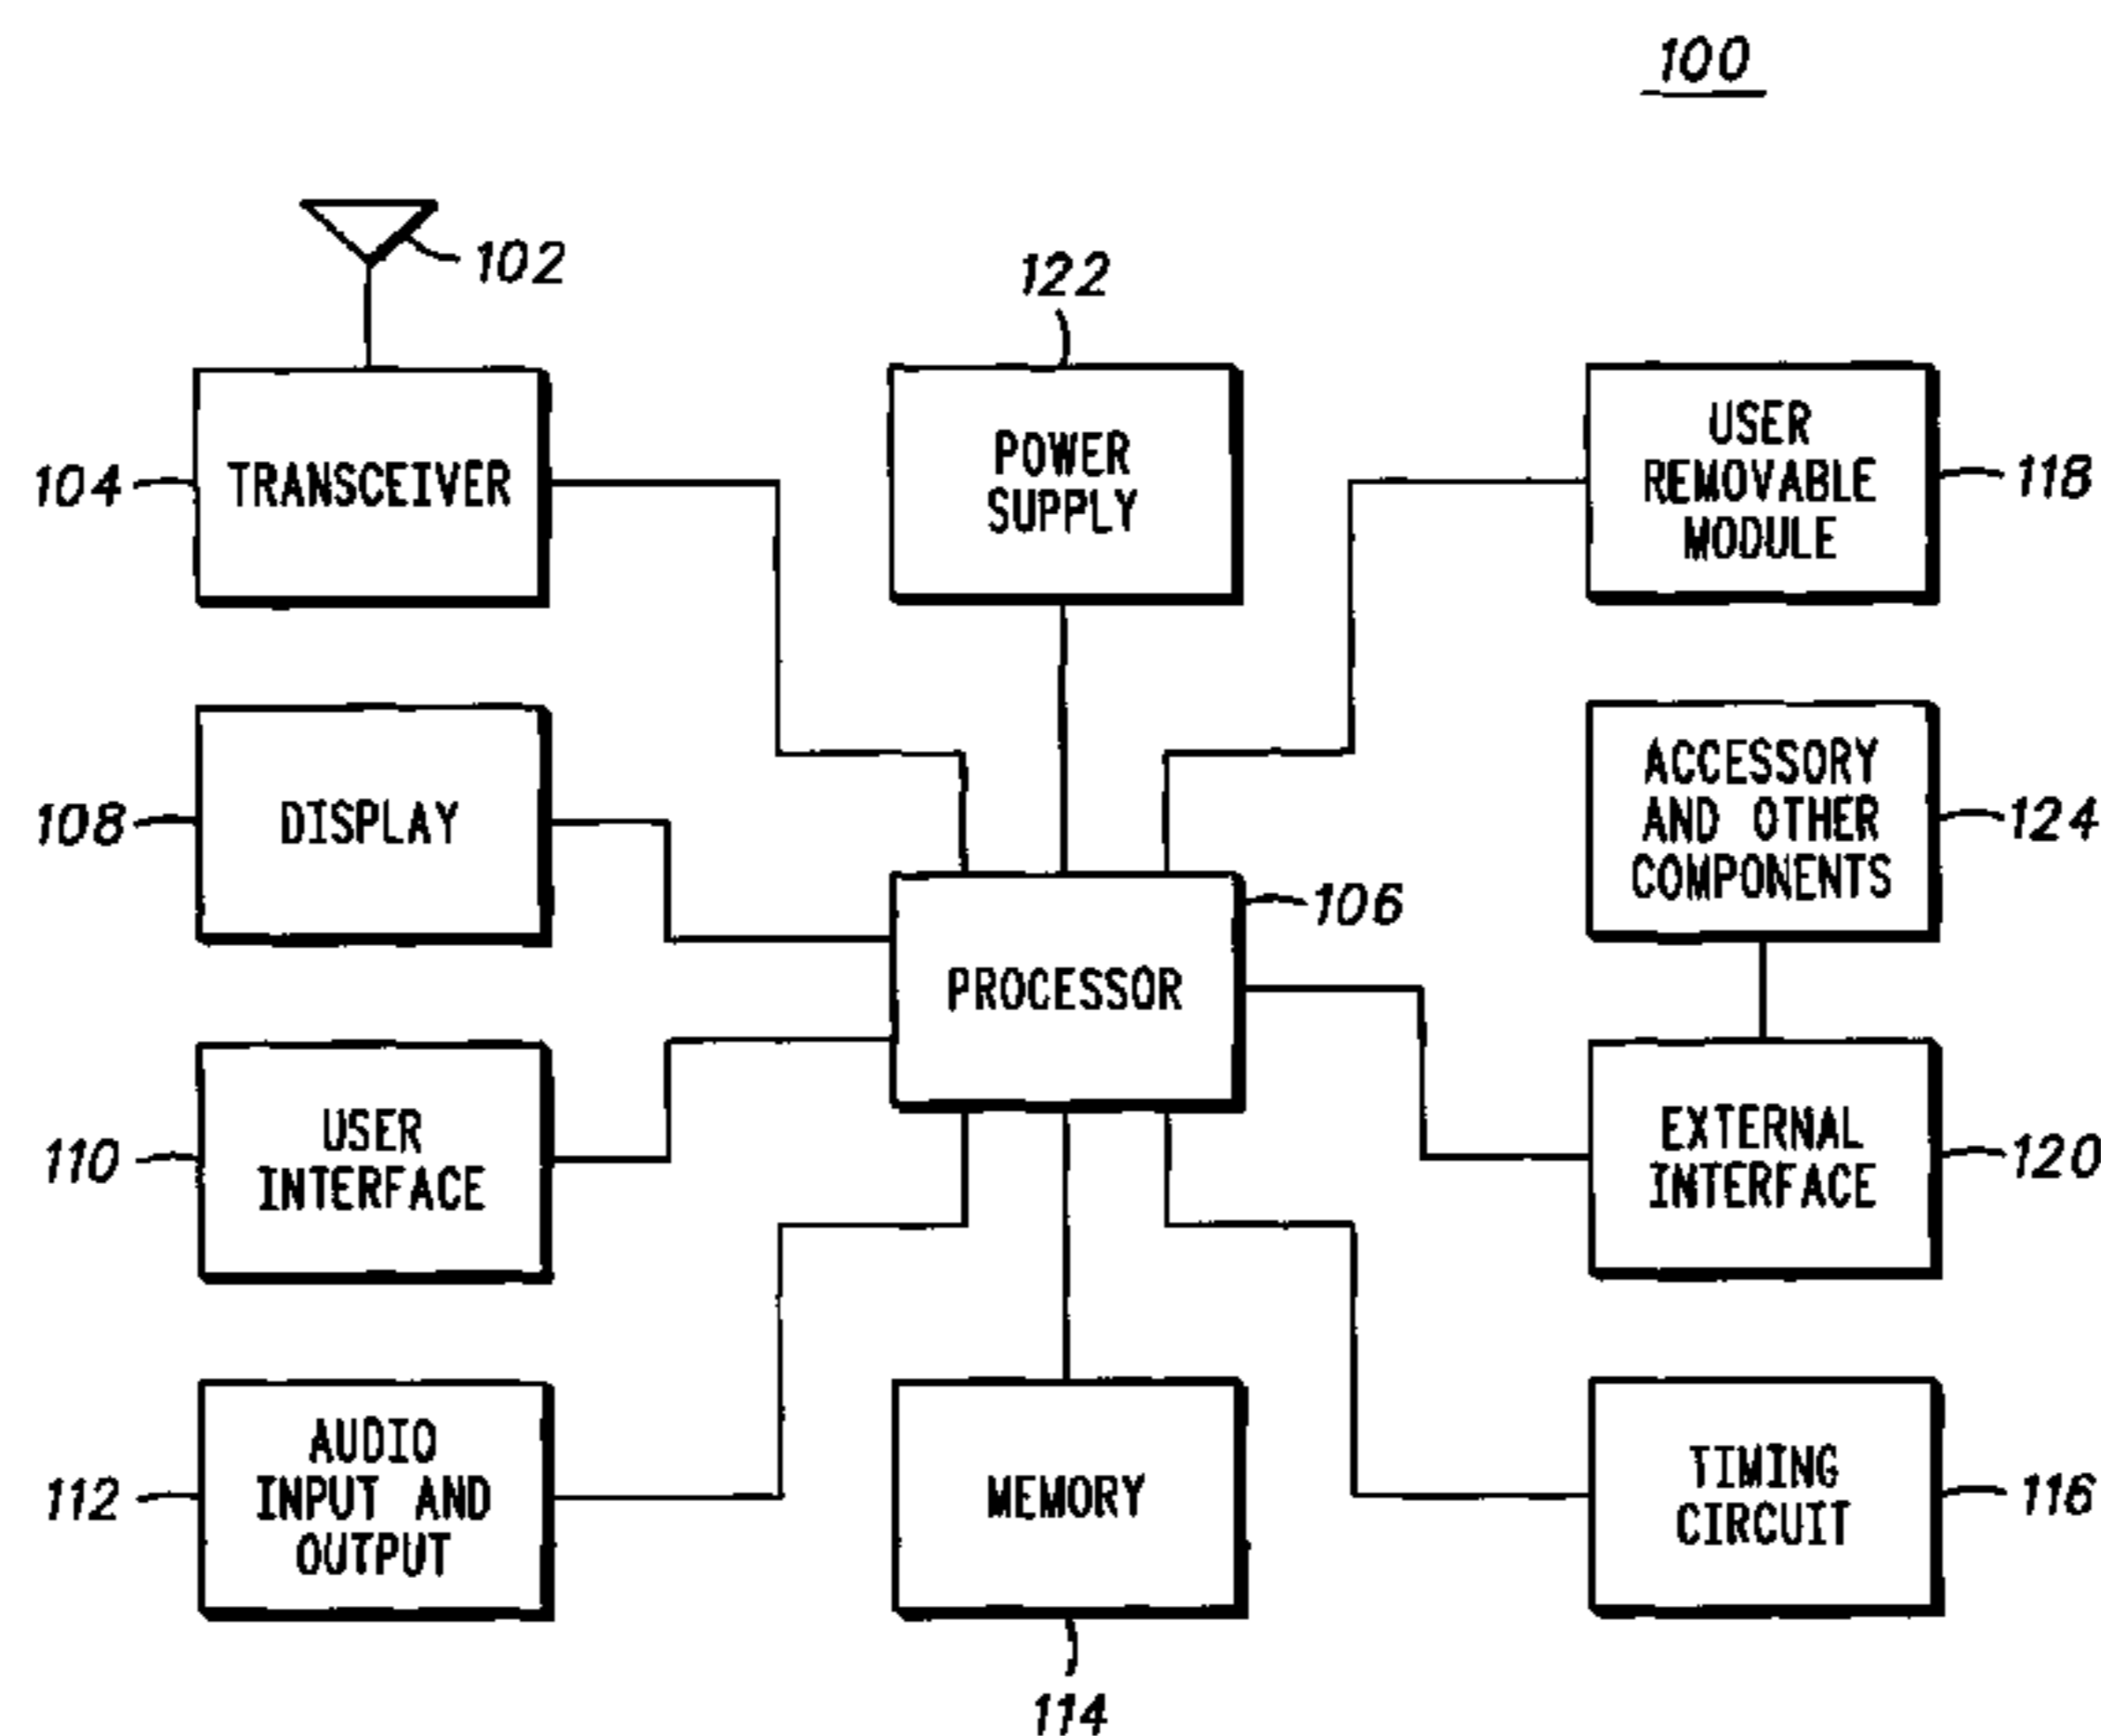 100
102
122
104
TRANSCEIVER
POWER
SUPPLY
USER
REMOVABLE
MODULE
118
108
DISPLAY
ACCESSORY
AND OTHER
COMPONENTS
124
106
PROCESSOR
110
USER
INTERFACE
EXTERNAL
INTERFACE
120
112
AUDIO
INPUT AND
OUTPUT
MEMORY
TIMING
CIRCUIT
116
114